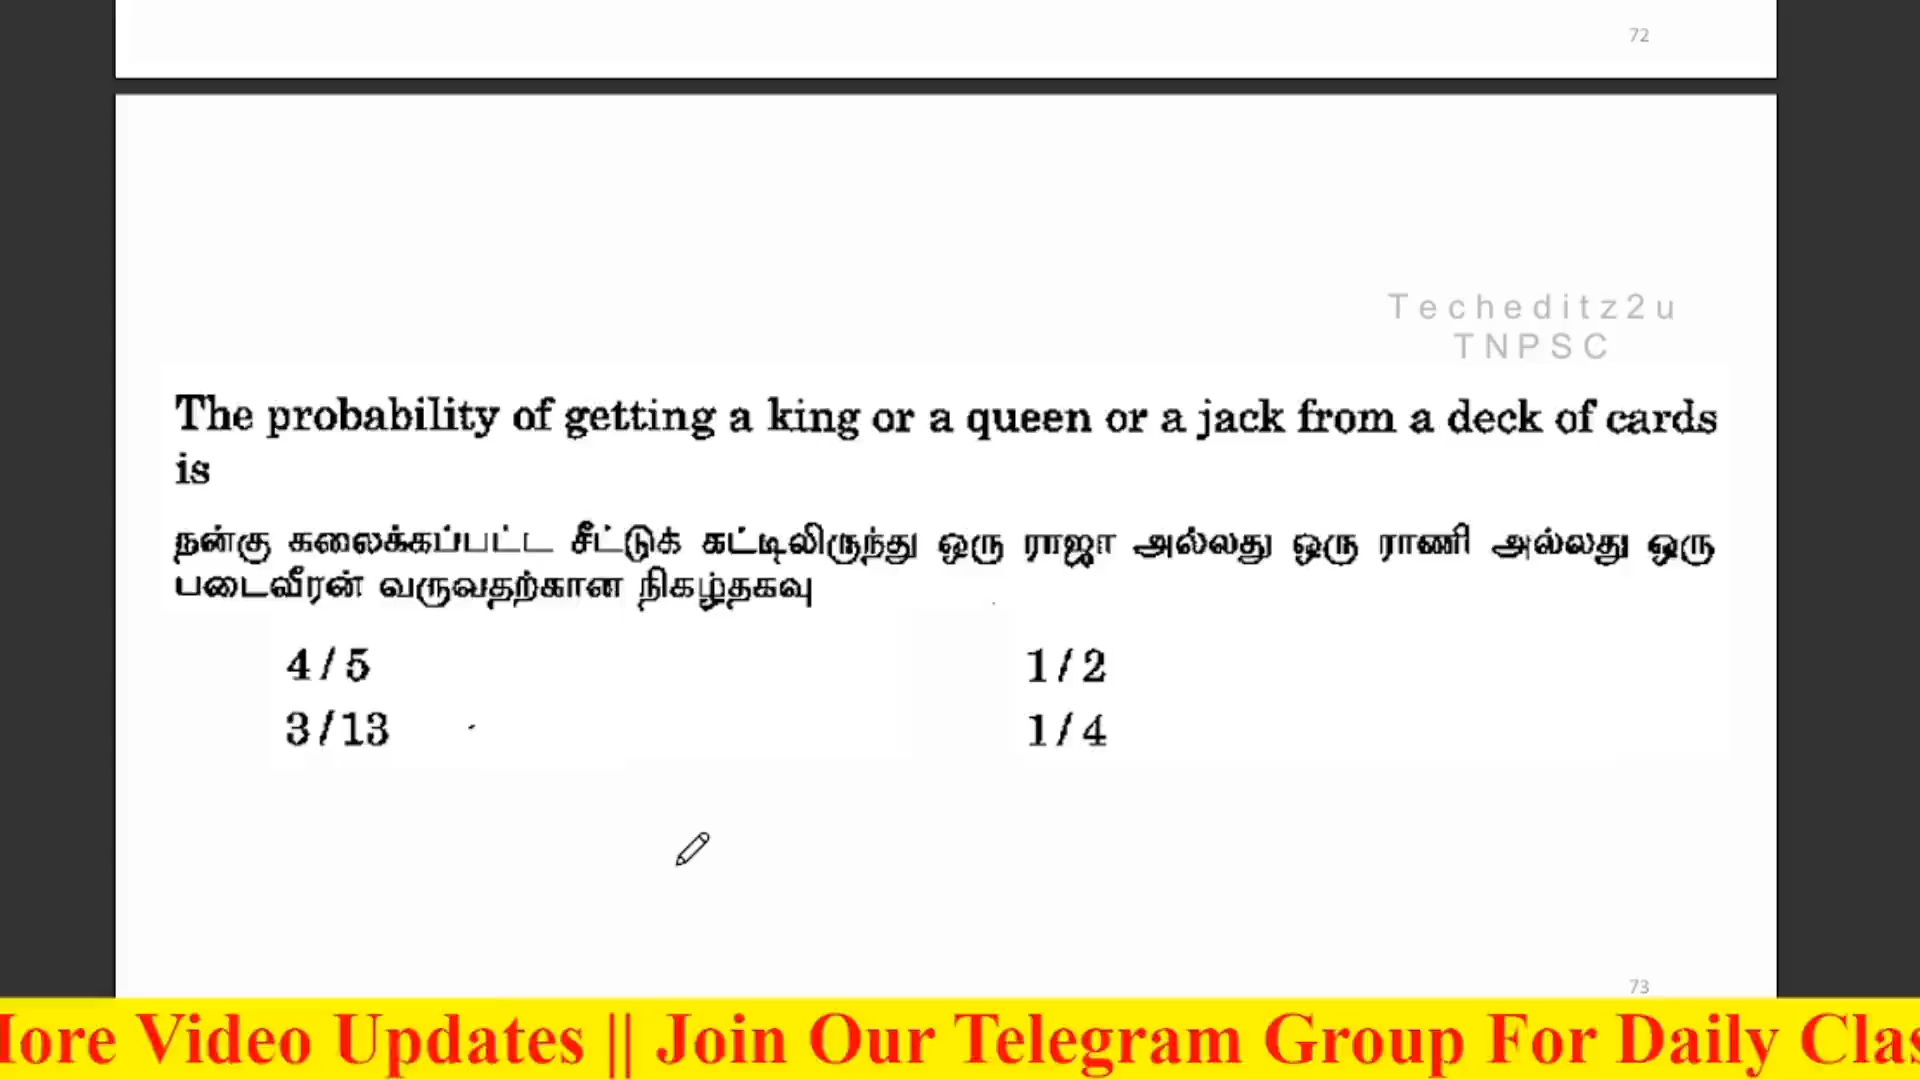 72
Techeditz2u
TNPSC
The probability of getting a king or a queen or a jack from a deck of cards
is
நன்கு கலைக்கப்பட்ட சீட்டுக் கட்டிலிருந்து ஒரு ராஜா அல்லது ஒரு ராணி அல்லது ஒரு
படைவீரன் வருவதற்கான நிகழ்தகவு
4/5 1/2
3/13 1/4
73
More Video Updates || Join Our Telegram Group For Daily